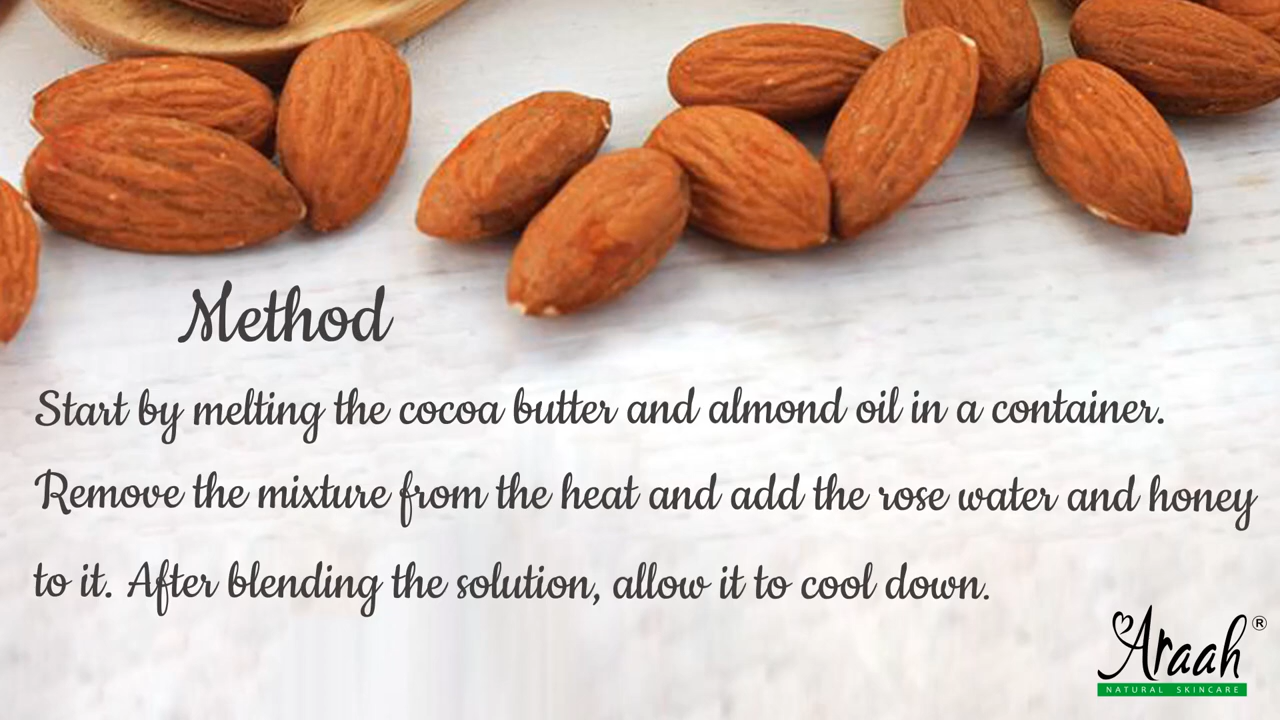 Method
Start by melting the cocoa butter and almond oil in a container.
Remove the mixture from the heat and add the rose water and honey
to it. After blending the solution, allow it to cool down.
Araah®
NATURAL SKINCARE